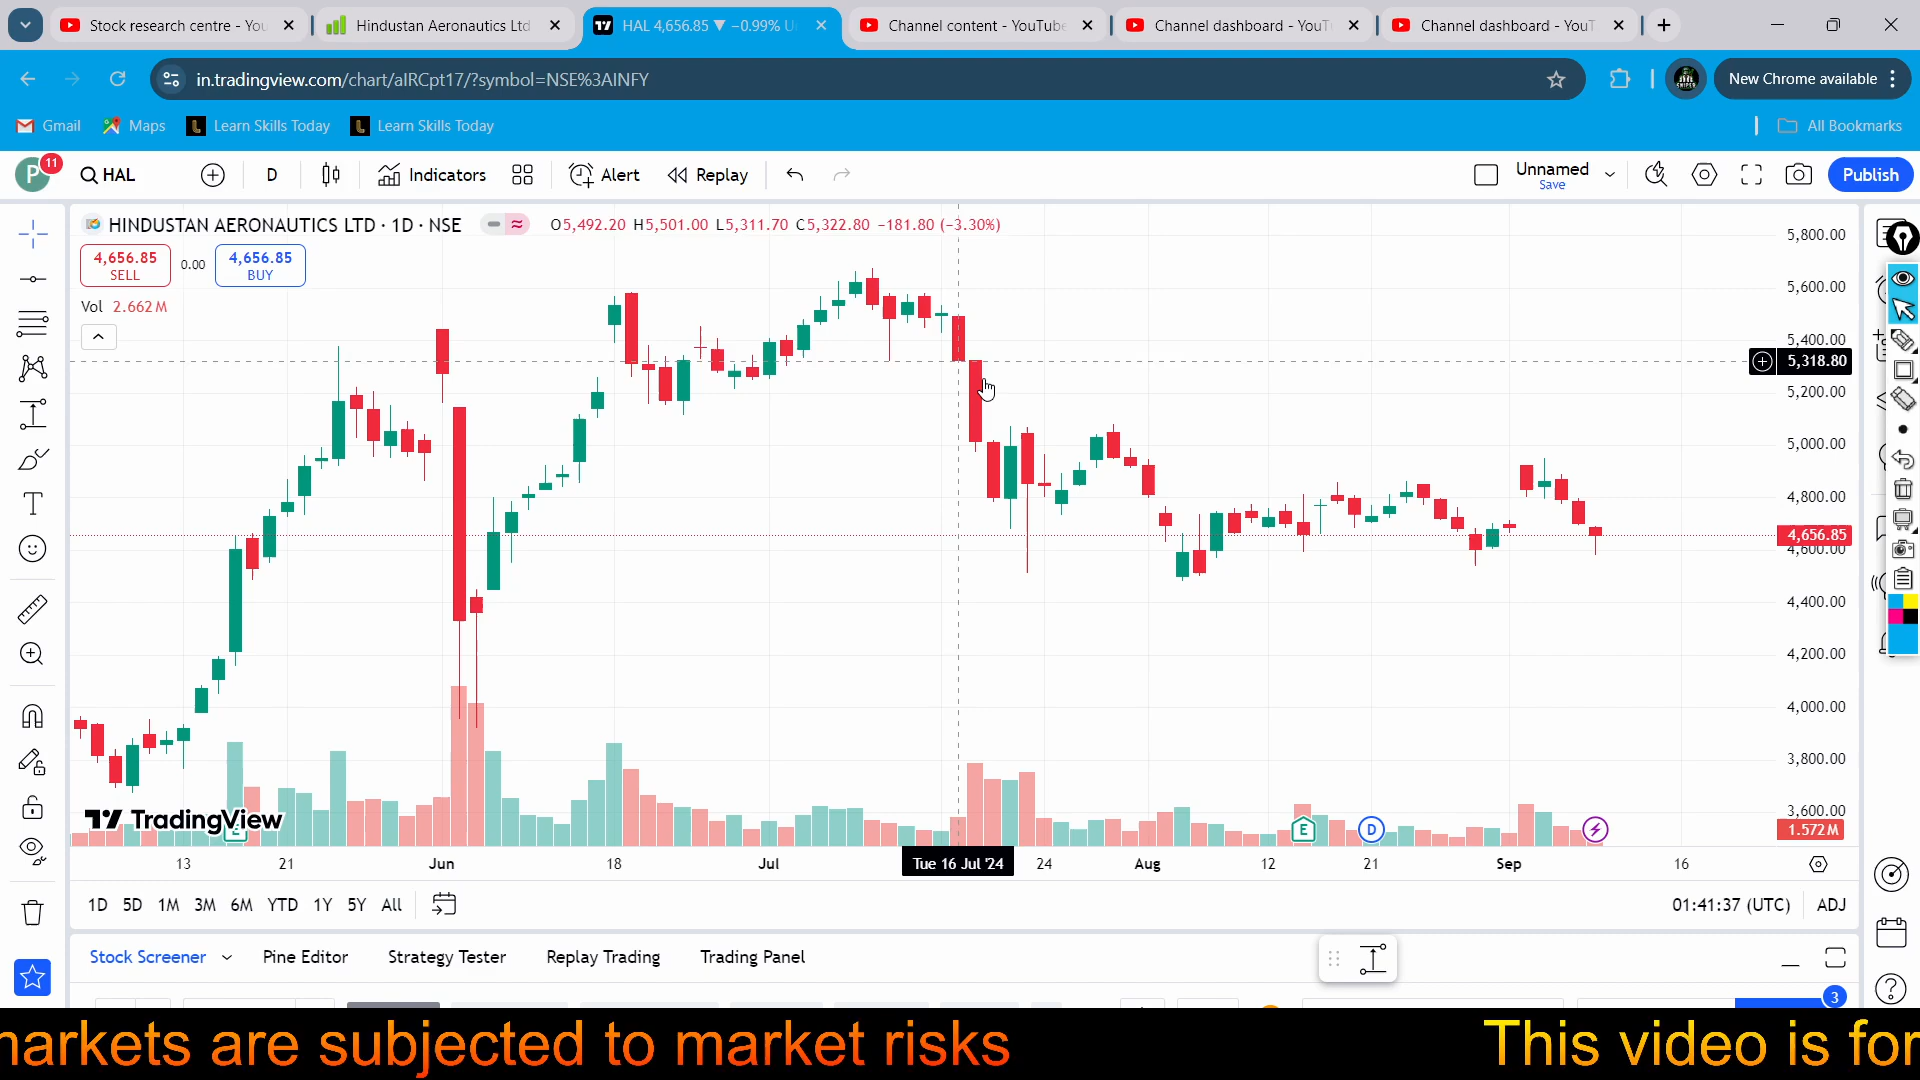 Stock research centre - You
Hindustan Aeronautics Ltd
HAL 4,656.85 ▼ −0.99% U
Channel content - YouTube
Channel dashboard - YouT
Channel dashboard - YouT
in.tradingview.com/chart/aIRCpt17/?symbol=NSE%3AINFY
New Chrome available
Gmail
Maps
Learn Skills Today
Learn Skills Today
All Bookmarks
P
11
HAL
D
Indicators
Alert
Replay
Unnamed
Save
Publish
HINDUSTAN AERONAUTICS LTD · 1D · NSE
O5,492.20 H5,501.00 L5,311.70 C5,322.80 −181.80 (−3.30%)
4,656.85
SELL
0.00
4,656.85
BUY
Vol 2.662 M
5,800.00
5,600.00
5,400.00
5,318.80
5,200.00
5,000.00
4,800.00
4,656.85
4,600.00
4,400.00
4,200.00
4,000.00
3,800.00
3,600.00
1.572 M
TradingView
E
E
D
13
21
Jun
18
Jul
Tue 16 Jul '24
24
Aug
12
21
Sep
16
1D 5D 1M 3M 6M YTD 1Y 5Y All
01:41:37 (UTC)
ADJ
Stock Screener
Pine Editor
Strategy Tester
Replay Trading
Trading Panel
3
markets are subjected to market risks
This video is for